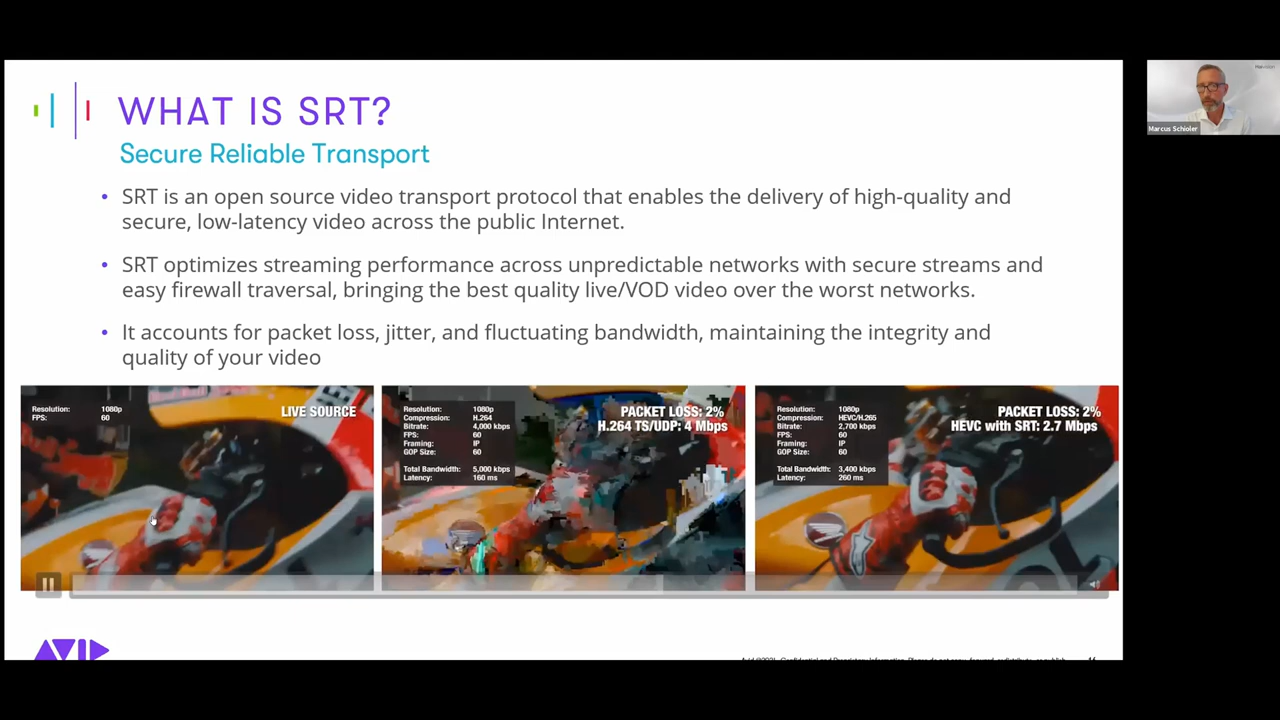 WHAT IS SRT?
Secure Reliable Transport
• SRT is an open source video transport protocol that enables the delivery of high-quality and
secure, low-latency video across the public Internet.
• SRT optimizes streaming performance across unpredictable networks with secure streams and
easy firewall traversal, bringing the best quality live/VOD video over the worst networks.
• It accounts for packet loss, jitter, and fluctuating bandwidth, maintaining the integrity and
quality of your video
Resolution: 1080p
FPS: 60
LIVE SOURCE
Resolution: 1080p
Compression: H.264
Bitrate: 4,000 kbps
FPS: 60
Framing: IP
GOP Size: 60
Total Bandwidth: 5,000 kbps
Latency: 160 ms
PACKET LOSS: 2%
H.264 TS/UDP: 4 Mbps
Resolution: 1080p
Compression: HEVC/H.265
Bitrate: 2,700 kbps
FPS: 60
Framing: IP
GOP Size: 60
Total Bandwidth: 3,400 kbps
Latency: 260 ms
PACKET LOSS: 2%
HEVC with SRT: 2.7 Mbps
AVID
Marcus Schioler